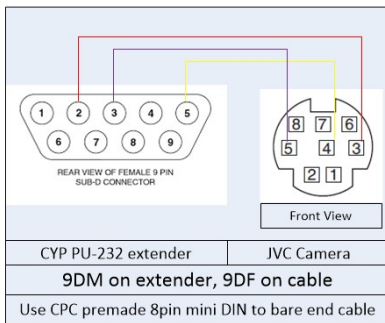 1 2 3 4 5
6 7 8 9
REAR VIEW OF FEMALE 9 PIN
SUB-D CONNECTOR
8 7 6
5 4 3
2 1
Front View
CYP PU-232 extender JVC Camera
9DM on extender, 9DF on cable
Use CPC premade 8pin mini DIN to bare end cable